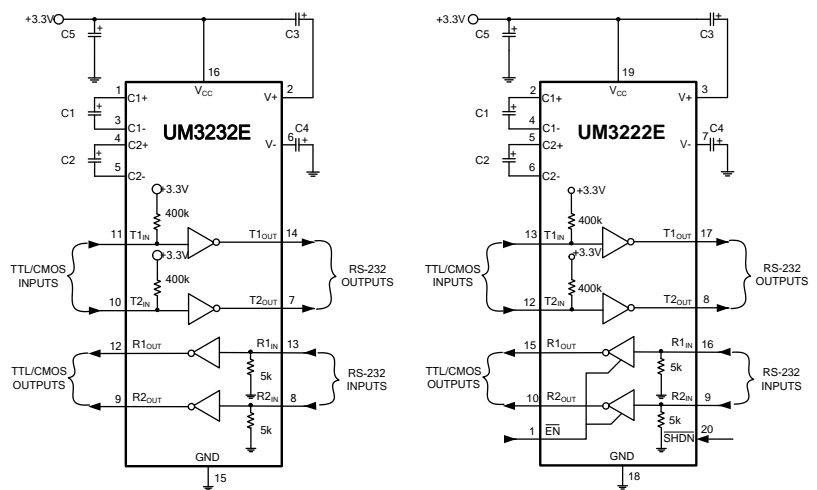 +3.3V
C5
C3
16
VCC
1
C1+
C1
3
C1-
4
C2+
C2
5
C2-
UM3232E
2
V+
6
V-
C4
+3.3V
400k
11
T1IN
T1OUT
14
+3.3V
400k
TTL/CMOS
INPUTS
RS-232
OUTPUTS
10
T2IN
T2OUT
7
12
R1OUT
R1IN
13
5k
TTL/CMOS
OUTPUTS
RS-232
INPUTS
9
R2OUT
R2IN
8
5k
GND
15
+3.3V
C5
C3
19
VCC
2
C1+
C1
4
C1-
5
C2+
C2
6
C2-
UM3222E
3
V+
7
V-
C4
+3.3V
400k
13
T1IN
T1OUT
17
+3.3V
400k
TTL/CMOS
INPUTS
RS-232
OUTPUTS
12
T2IN
T2OUT
8
15
R1OUT
R1IN
16
5k
TTL/CMOS
OUTPUTS
RS-232
INPUTS
10
R2OUT
R2IN
9
5k
1
EN
SHDN
20
GND
18